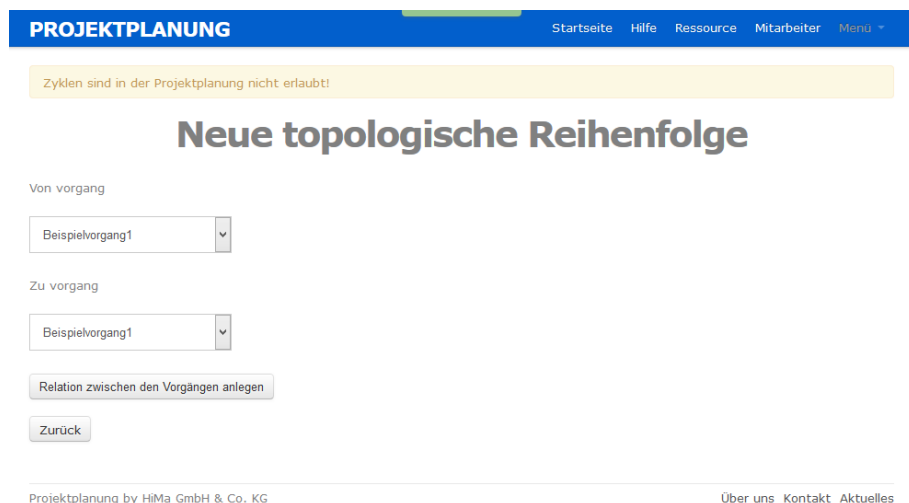 PROJEKTPLANUNG Startseite Hilfe Ressource Mitarbeiter Menü
Zyklen sind in der Projektplanung nicht erlaubt!
Neue topologische Reihenfolge
Von vorgang
Beispielvorgang1
Zu vorgang
Beispielvorgang1
Relation zwischen den Vorgängen anlegen
Zurück
Projektplanung by HiMa GmbH & Co. KG Über uns Kontakt Aktuelles